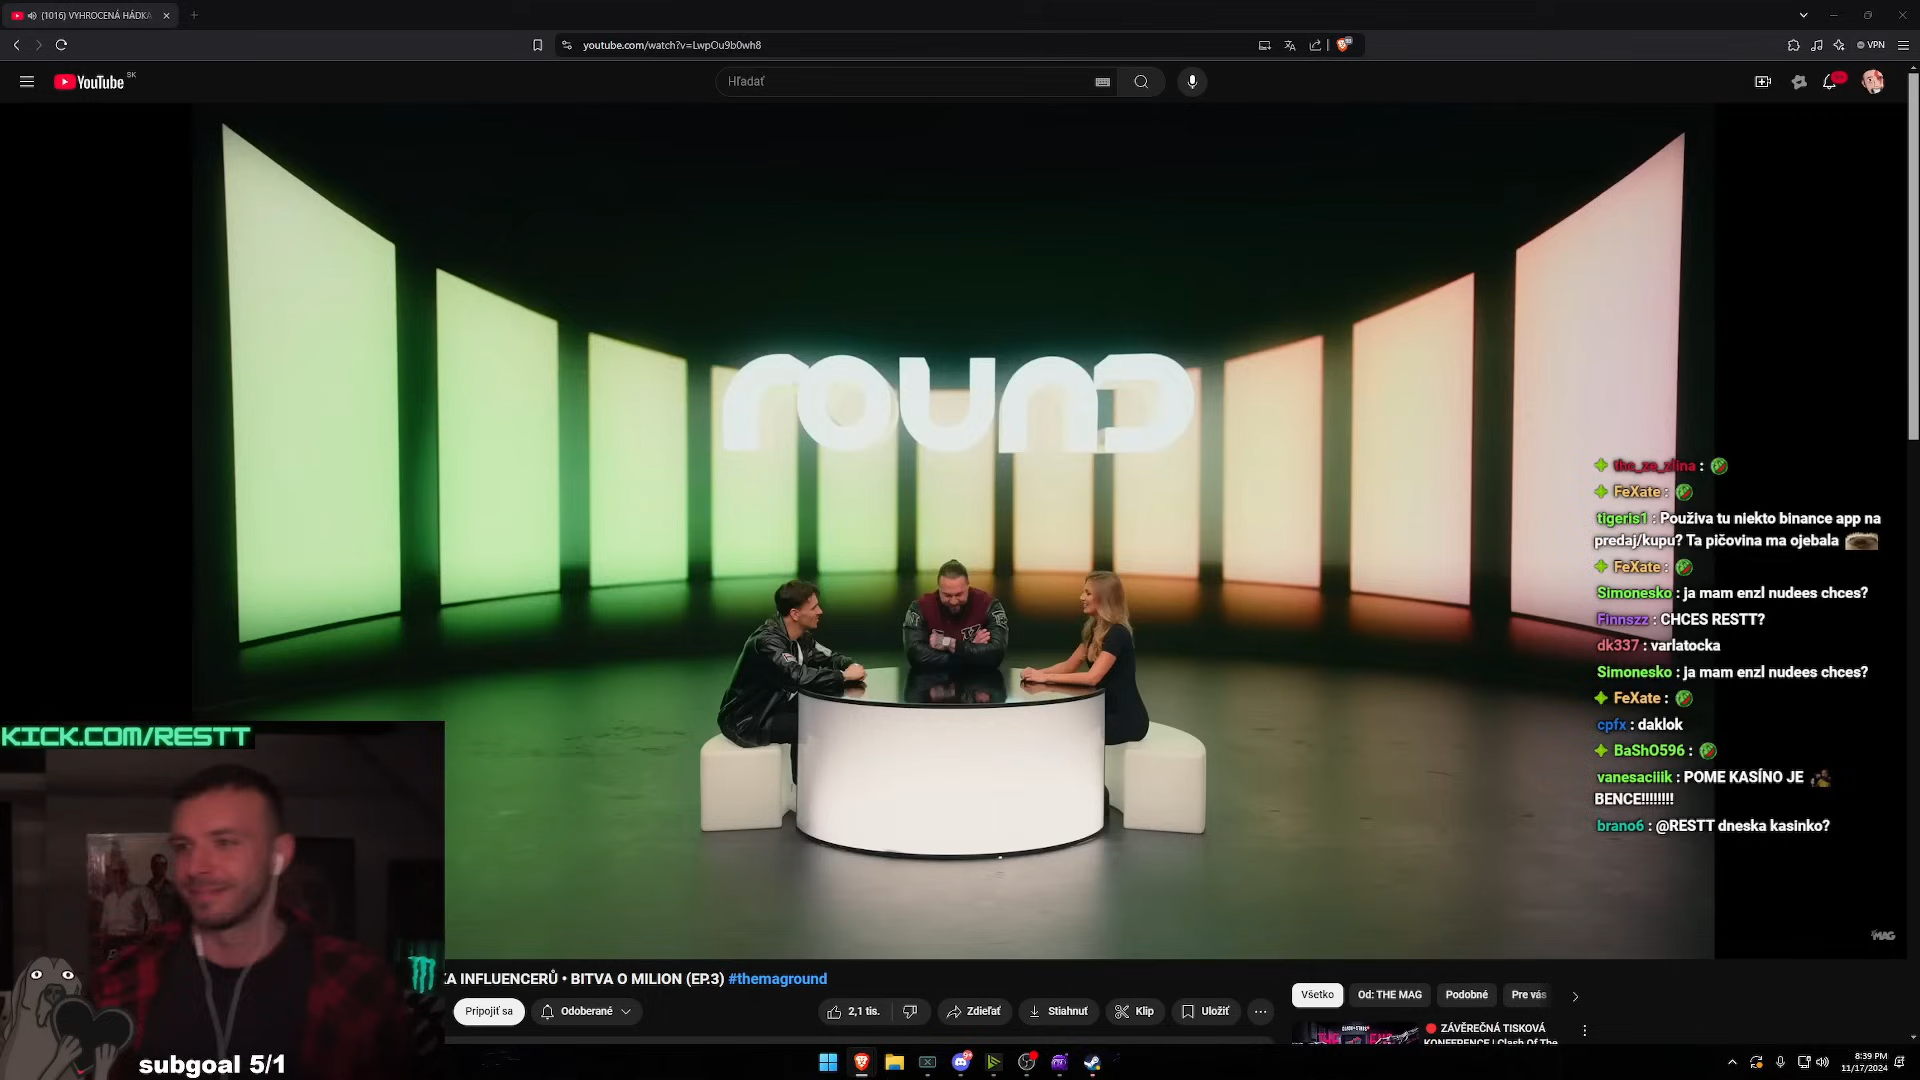 (1016) VYHROCENÁ HÁDKA
youtube.com/watch?v=LwpOu9b0wh8
VPN
YouTube SK
Hľadať
ROUND
thc_ze_zlina :
FeXate :
tigeris1 : Použiva tu niekto binance app na
predaj/kupu? Ta pičovina ma ojebala
FeXate :
Simonesko : ja mam enzl nudees chces?
Finnszz : CHCES RESTT?
dk337 : varlatocka
Simonesko : ja mam enzl nudees chces?
FeXate :
cpfx : daklok
BaShO596 :
vanesaciiik : POME KASÍNO JE
BENCE!!!!!!!!
brano6 : @RESTT dneska kasinko?
MAG
KICK.COM/RESTT
subgoal 5/1
KA INFLUENCERŮ • BITVA O MILION (EP.3) #themaground
Pripojiť sa
Odoberané
2,1 tis.
Zdieľať
Stiahnuť
Klip
Uložiť
Všetko
Od: THE MAG
Podobné
Pre vás
ZÁVĚREČNÁ TISKOVÁ
KONFERENCE | Clash Of The
8:39 PM
11/17/2024